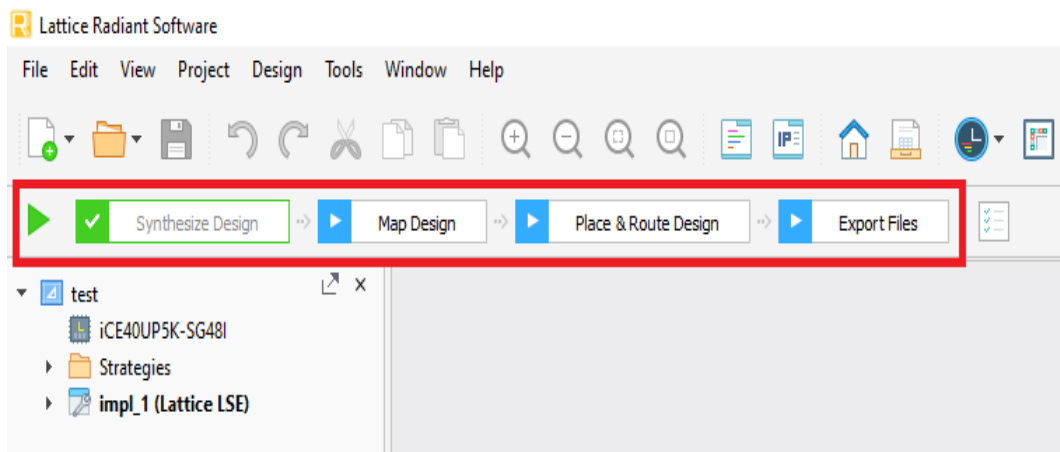 Lattice Radiant Software
File Edit View Project Design Tools Window Help
IP
Synthesize Design Map Design Place & Route Design Export Files
test
iCE40UP5K-SG48I
Strategies
impl_1 (Lattice LSE)